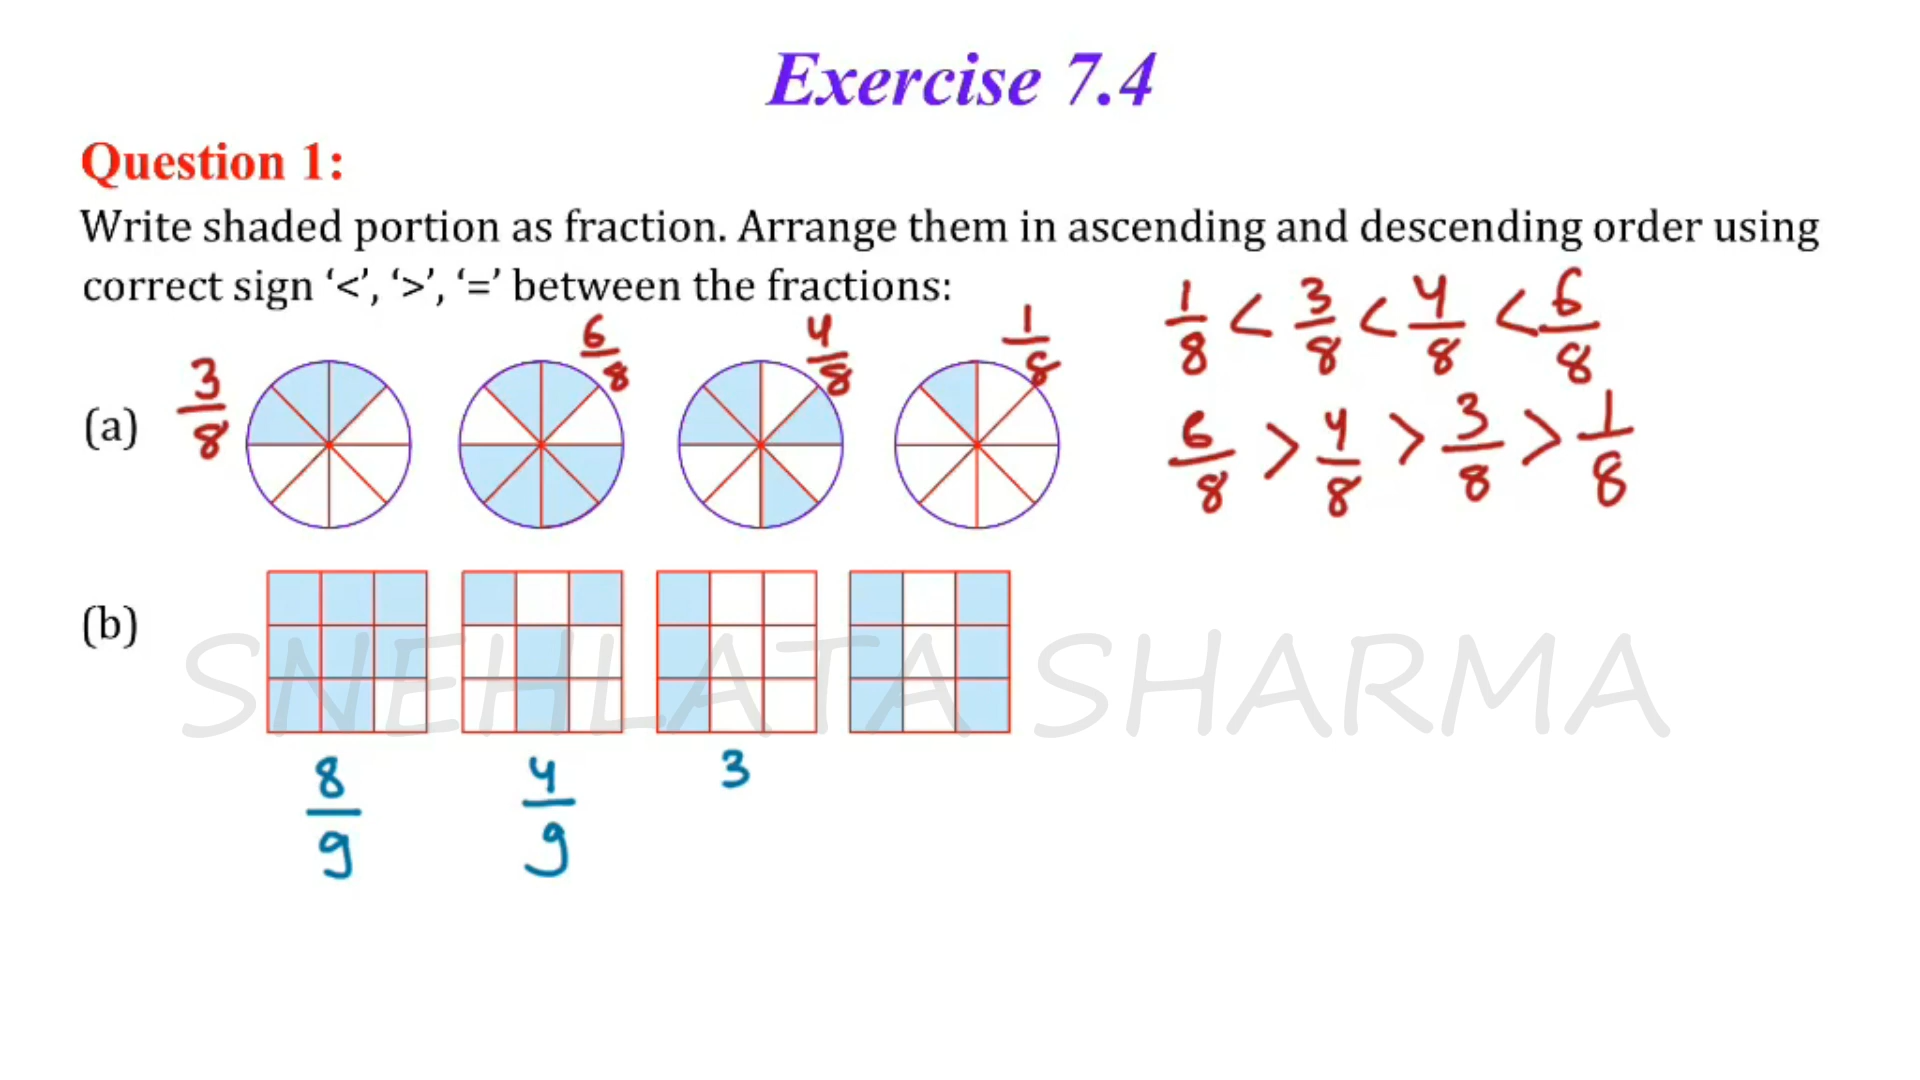 Exercise 7.4
Question 1:
Write shaded portion as fraction. Arrange them in ascending and descending order using
correct sign ‘<’, ‘>’, ‘=’ between the fractions:
1/8 < 3/8 < 4/8 < 6/8
(a) 3/8 6/8 4/8 1/8
6/8 > 4/8 > 3/8 > 1/8
(b)
SNEHLATA SHARMA
8/9 4/9 3